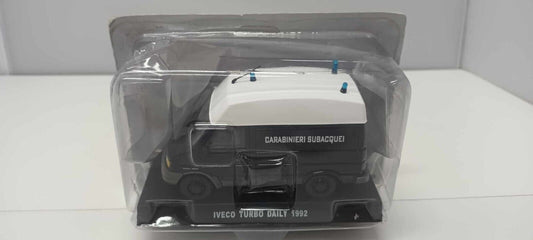 CARABINIERI SUBACQUEI
IVECO TURBO DAILY 1992